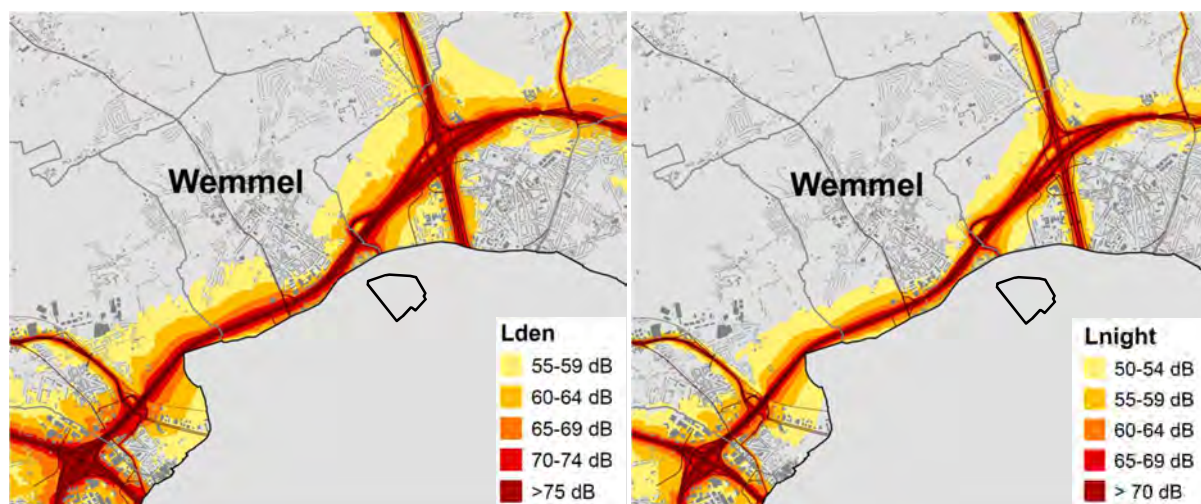 Wemmel
Lden
55-59 dB
60-64 dB
65-69 dB
70-74 dB
>75 dB
Wemmel
Lnight
50-54 dB
55-59 dB
60-64 dB
65-69 dB
> 70 dB